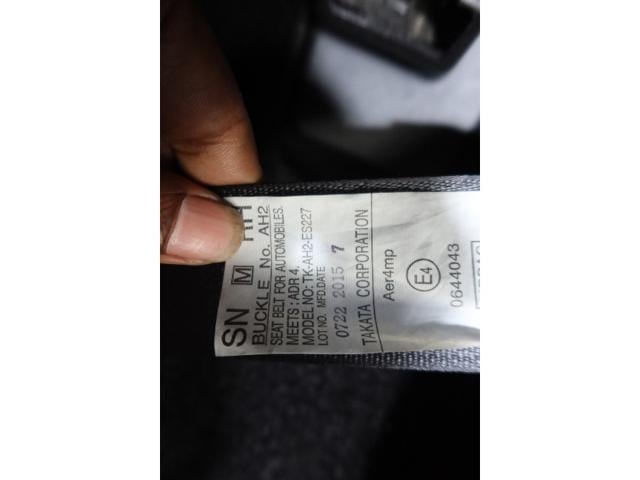 SN M RH
BUCKLE No. AH2
SEAT BELT FOR AUTOMOBILES.
MEETS: ADR 4.
MODEL NO: TK-AH2-ES227
LOT NO. MFD.DATE
0722 2015 7
TAKATA CORPORATION
Aer4mp
E4
0644043